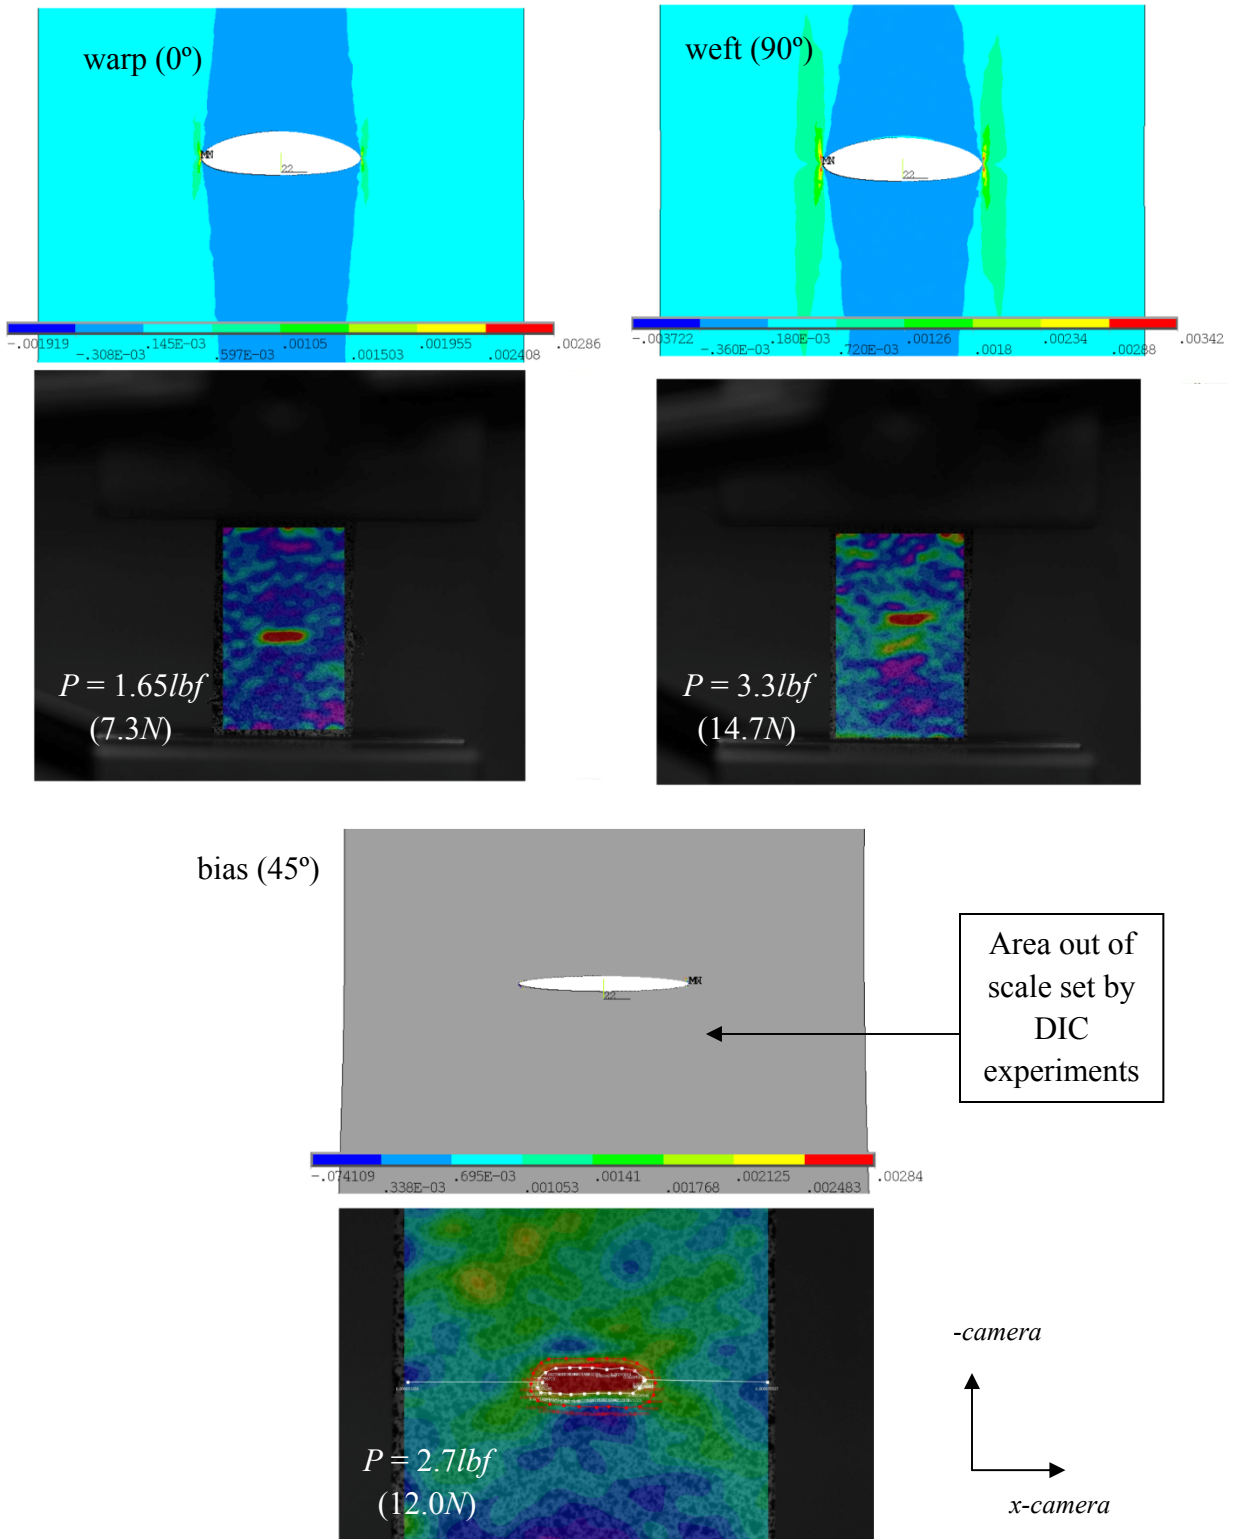 warp (0º)
weft (90º)
MN
22
MN
22
-.001919 .145E-03 .00105 .001955 .00286
-.308E-03 .597E-03 .001503 .002408
-.003722 .180E-03 .00126 .00234 .00342
-.360E-03 .720E-03 .0018 .00288
P = 1.65lbf
(7.3N)
P = 3.3lbf
(14.7N)
bias (45º)
22
Area out of
scale set by
DIC
experiments
-.074109 .695E-03 .00141 .002125 .00284
.338E-03 .001053 .001768 .002483
P = 2.7lbf
(12.0N)
-camera
x-camera